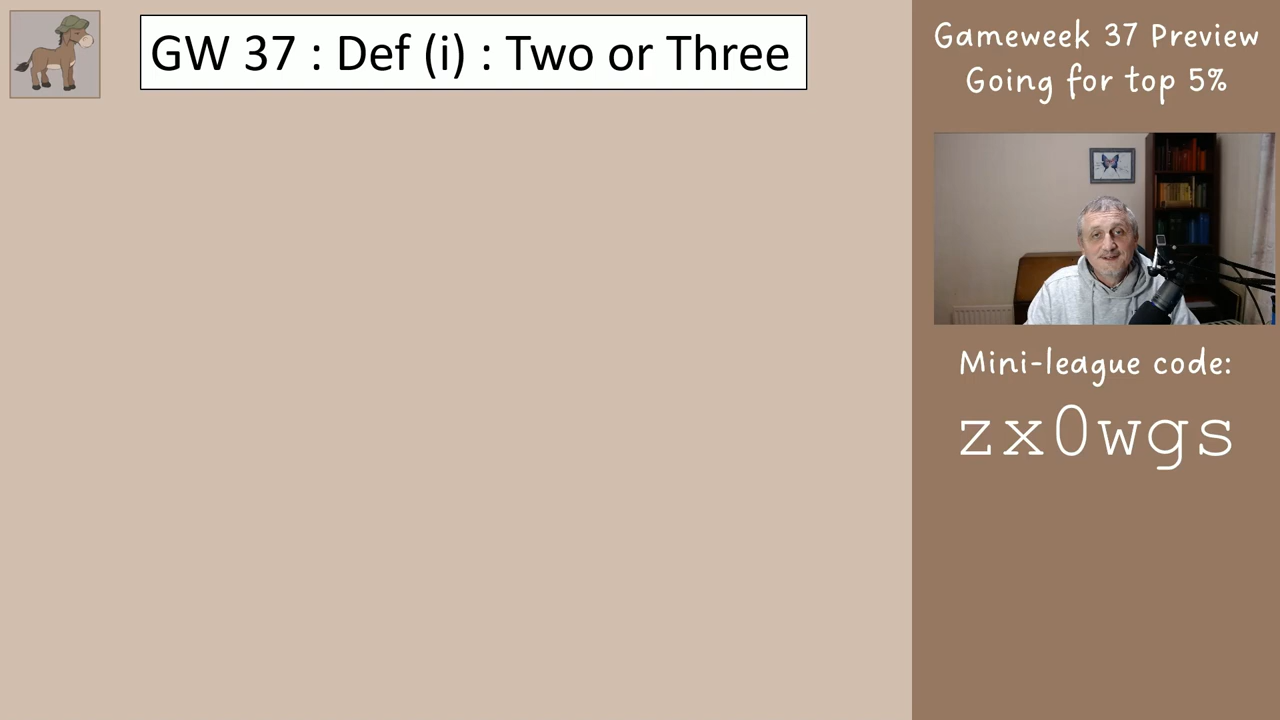 GW 37 : Def (i) : Two or Three
Gameweek 37 Preview
Going for top 5%
Mini-league code:
zx0wgs